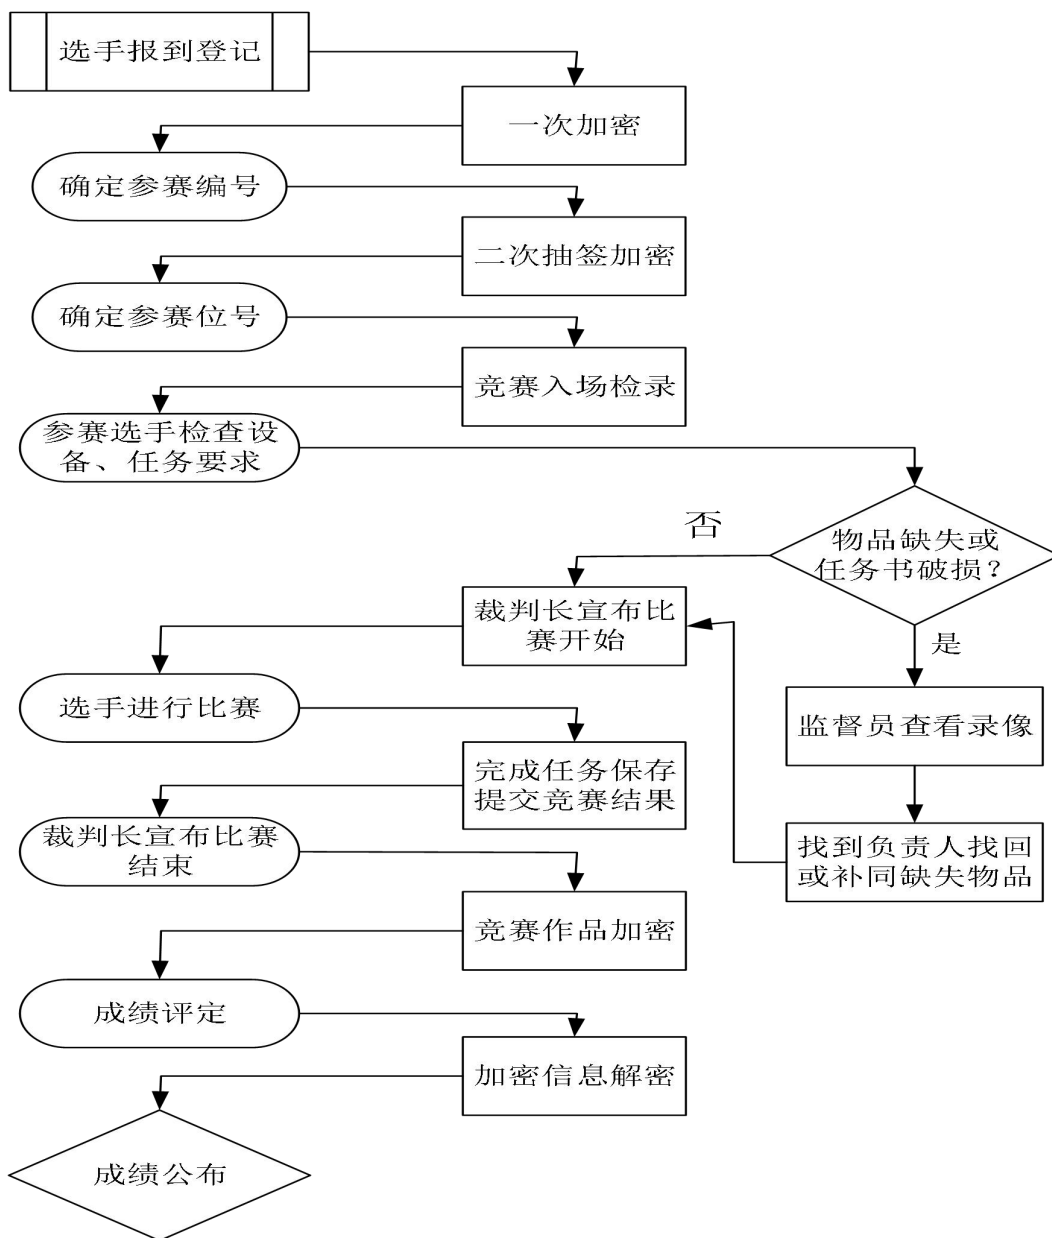 选手报到登记
一次加密
确定参赛编号
二次抽签加密
确定参赛位号
竞赛入场检录
参赛选手检查设
备、任务要求
物品缺失或
任务书破损？
否
是
裁判长宣布比
赛开始
监督员查看录像
找到负责人找回
或补同缺失物品
选手进行比赛
完成任务保存
提交竞赛结果
裁判长宣布比赛
结束
竞赛作品加密
成绩评定
加密信息解密
成绩公布